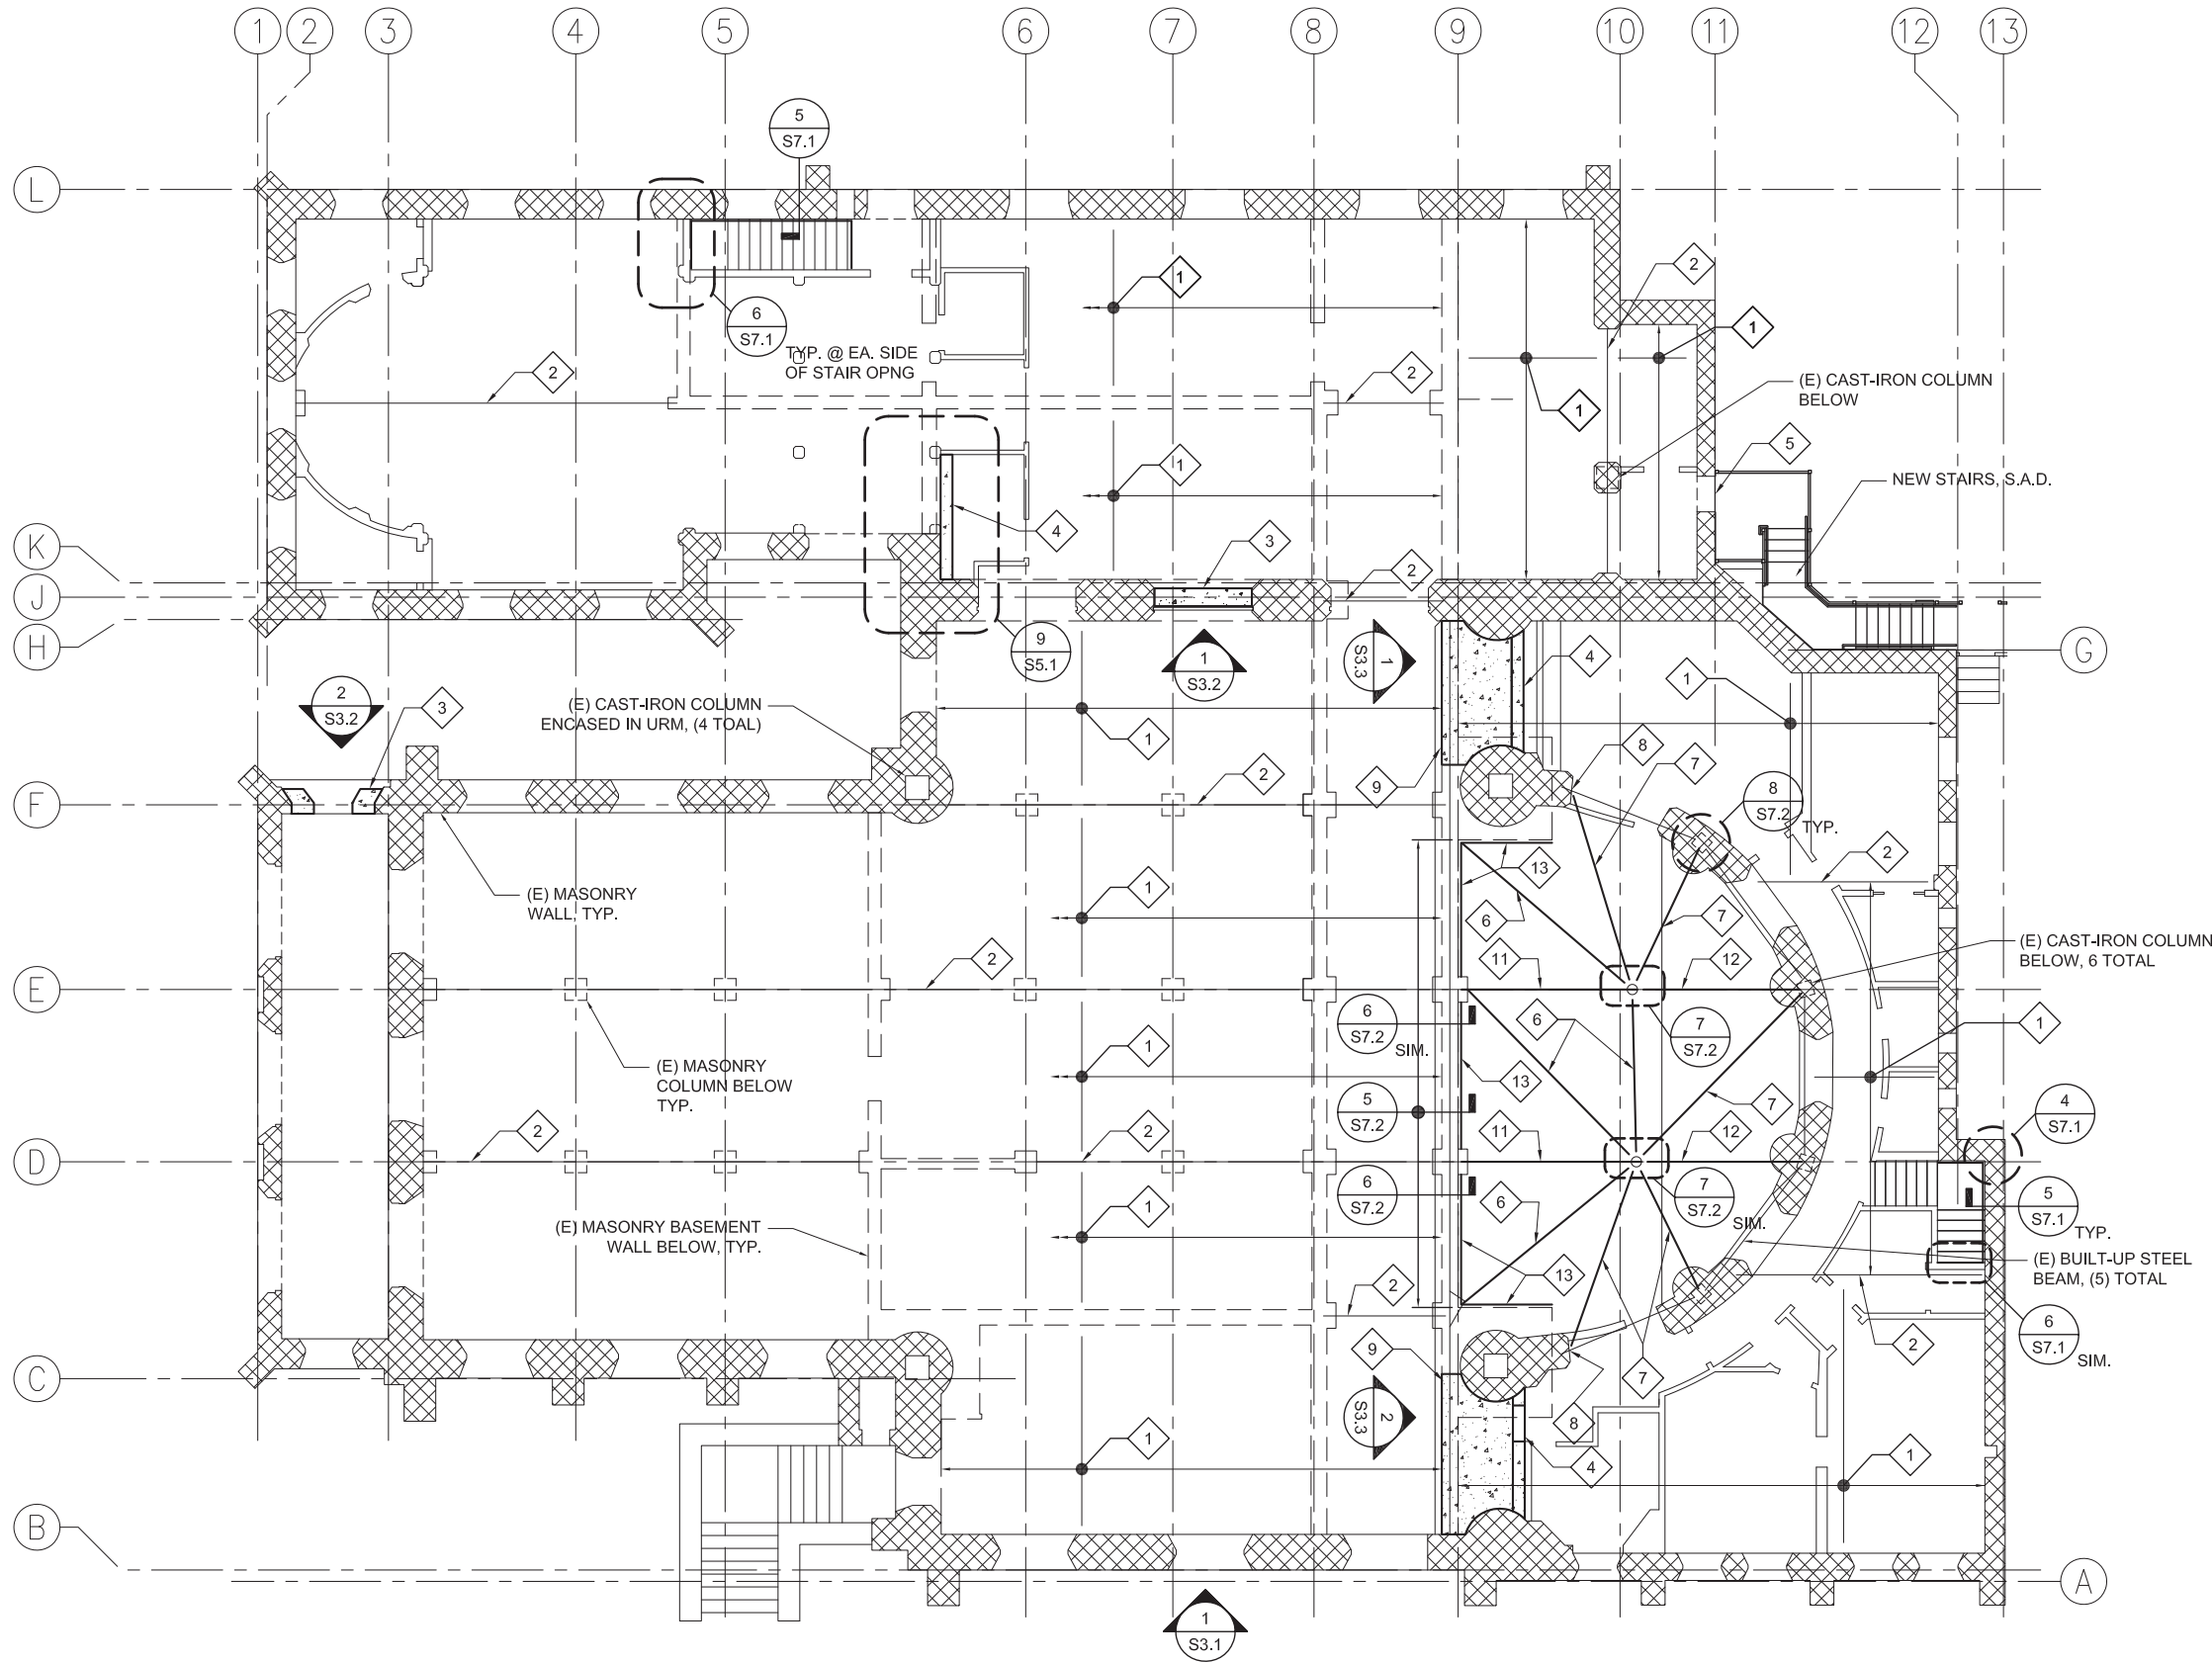 1 2 3 4 5 6 7 8 9 10 11 12 13
5
S7.1
L
1
2
6
S7.1
1
TYP. @ EA. SIDE
OF STAIR OPNG
2
2
(E) CAST-IRON COLUMN
BELOW
1
5
1
NEW STAIRS, S.A.D.
4
3
K
2
J
H
9
S5.1
1
S3.2
1
S3.3
4
G
1
2
S3.2
3
(E) CAST-IRON COLUMN
ENCASED IN URM, (4 TOAL)
1
8
7
2
9
F
8
S7.2
TYP.
2
1
13
(E) MASONRY
WALL, TYP.
6
7
2
11
12
(E) CAST-IRON COLUMN
BELOW, 6 TOTAL
E
6
S7.2
SIM.
6
7
S7.2
1
1
(E) MASONRY
COLUMN BELOW
TYP.
13
5
S7.2
7
4
S7.1
2
2
11
12
D
6
S7.2
6
7
S7.2
SIM.
5
S7.1
TYP.
(E) MASONRY BASEMENT
WALL BELOW, TYP.
1
(E) BUILT-UP STEEL
BEAM, (5) TOTAL
2
13
6
S7.1
SIM.
9
2
C
7
2
S3.3
8
1
4
1
B
A
1
S3.1